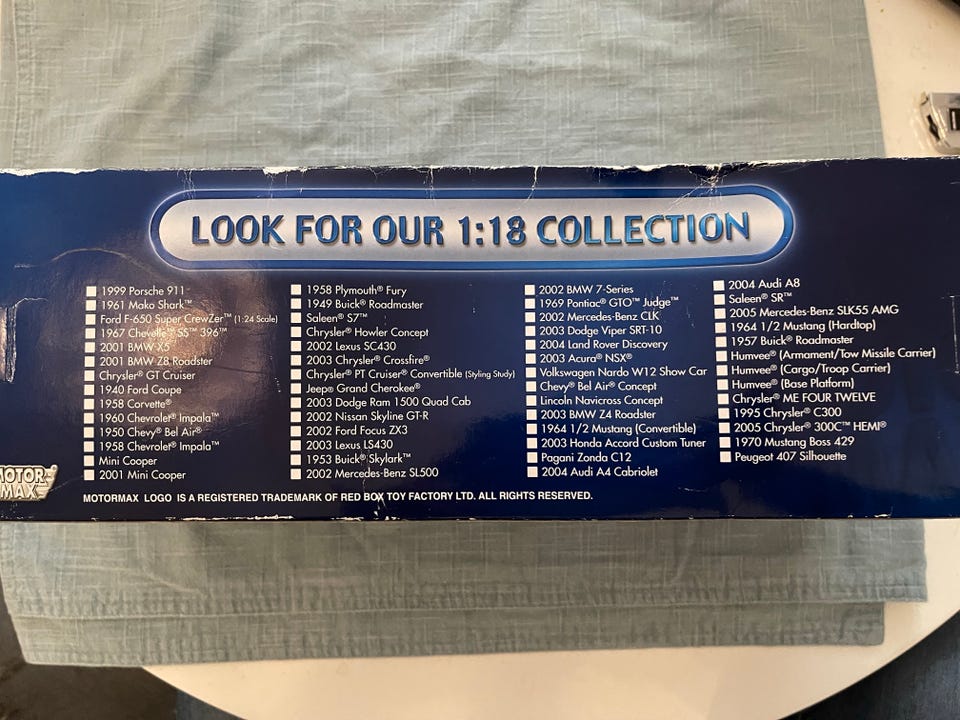 LOOK FOR OUR 1:18 COLLECTION
1999 Porsche 911
1961 Mako Shark™
Ford F-650 Super CrewZer™ (1:24 Scale)
1967 Chevelle® SS™ 396™
2001 BMW X5
2001 BMW Z8 Roadster
Chrysler® GT Cruiser
1940 Ford Coupe
1958 Corvette®
1960 Chevrolet® Impala™
1950 Chevy® Bel Air®
1958 Chevrolet® Impala™
Mini Cooper
2001 Mini Cooper
1958 Plymouth® Fury
1949 Buick® Roadmaster
Saleen® S7™
Chrysler® Howler Concept
2002 Lexus SC430
2003 Chrysler® Crossfire®
Chrysler® PT Cruiser® Convertible (Styling Study)
Jeep® Grand Cherokee®
2003 Dodge Ram 1500 Quad Cab
2002 Nissan Skyline GT-R
2002 Ford Focus ZX3
2003 Lexus LS430
1953 Buick® Skylark™
2002 Mercedes-Benz SL500
2002 BMW 7-Series
1969 Pontiac® GTO™ Judge™
2002 Mercedes-Benz CLK
2003 Dodge Viper SRT-10
2004 Land Rover Discovery
2003 Acura® NSX®
Volkswagen Nardo W12 Show Car
Chevy® Bel Air® Concept
Lincoln Navicross Concept
2003 BMW Z4 Roadster
1964 1/2 Mustang (Convertible)
2003 Honda Accord Custom Tuner
Pagani Zonda C12
2004 Audi A4 Cabriolet
2004 Audi A8
Saleen® SR™
2005 Mercedes-Benz SLK55 AMG
1964 1/2 Mustang (Hardtop)
1957 Buick® Roadmaster
Humvee® (Armament/Tow Missile Carrier)
Humvee® (Cargo/Troop Carrier)
Humvee® (Base Platform)
Chrysler® ME FOUR TWELVE
1995 Chrysler® C300
2005 Chrysler® 300C™ HEMI®
1970 Mustang Boss 429
Peugeot 407 Silhouette
MOTOR
MAX
MOTORMAX LOGO IS A REGISTERED TRADEMARK OF RED BOX TOY FACTORY LTD. ALL RIGHTS RESERVED.